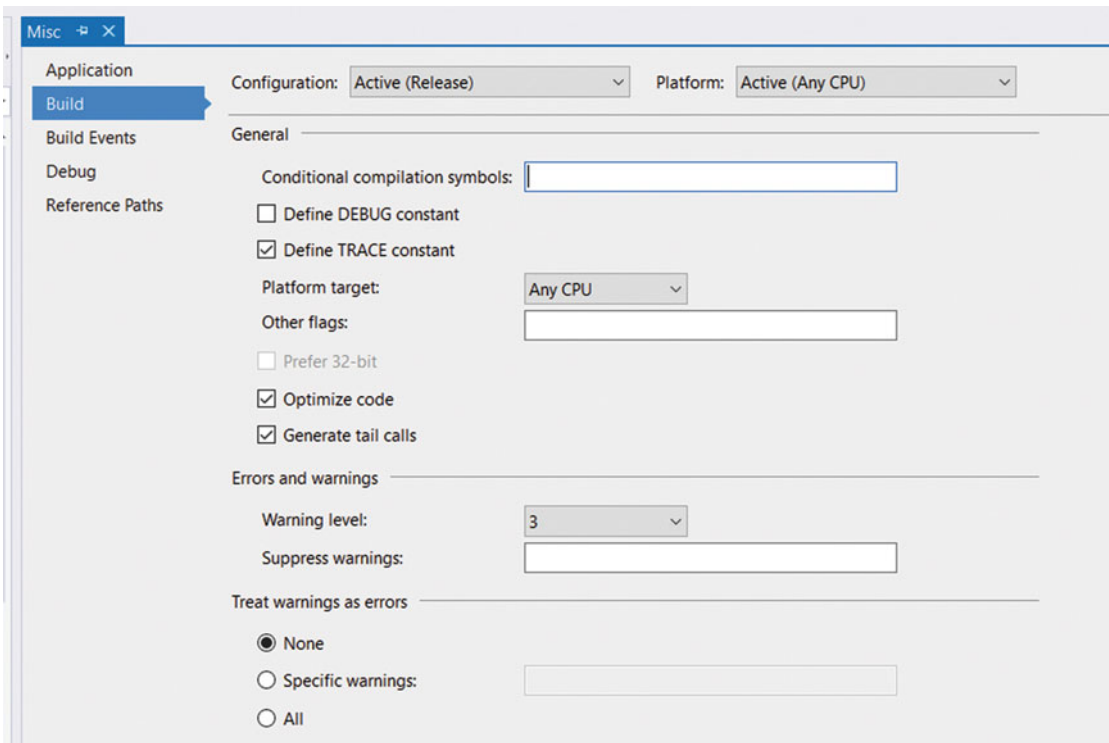 Misc
Application
Build
Build Events
Debug
Reference Paths
Configuration: Active (Release) Platform: Active (Any CPU)
General
Conditional compilation symbols:
Define DEBUG constant
Define TRACE constant
Platform target: Any CPU
Other flags:
Prefer 32-bit
Optimize code
Generate tail calls
Errors and warnings
Warning level: 3
Suppress warnings:
Treat warnings as errors
None
Specific warnings:
All